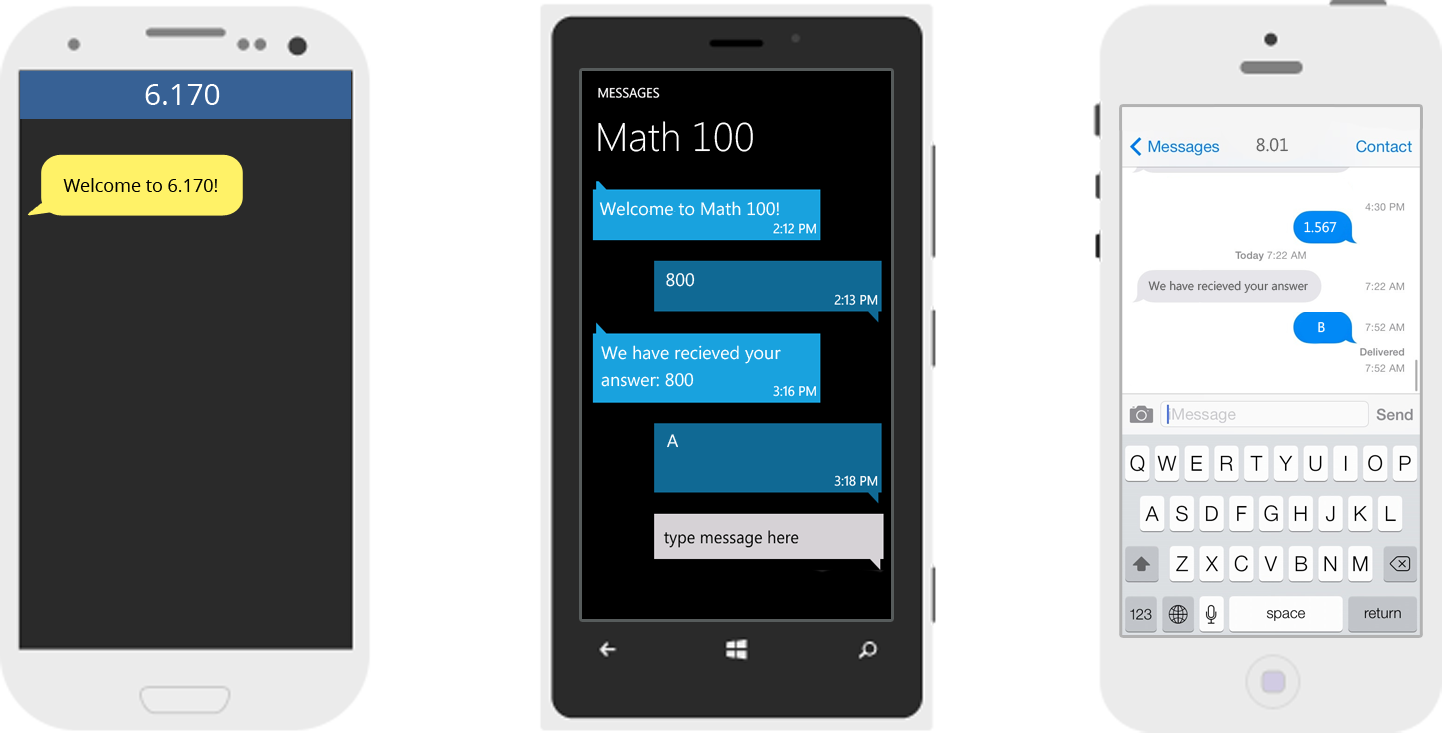 6.170
Welcome to 6.170!
MESSAGES
Math 100
Welcome to Math 100!
2:12 PM
800
2:13 PM
We have recieved your
answer: 800
3:16 PM
A
3:18 PM
type message here
Messages
8.01
Contact
4:30 PM
1.567
Today 7:22 AM
We have recieved your answer
7:22 AM
B
7:52 AM
Delivered
7:52 AM
iMessage
Send
Q W E R T Y U I O P
A S D F G H J K L
Z X C V B N M
123
space
return